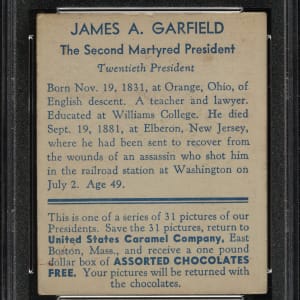 JAMES A. GARFIELD
The Second Martyred President
Twentieth President
Born Nov. 19, 1831, at Orange, Ohio, of
English descent. A teacher and lawyer.
Educated at Williams College. He died
Sept. 19, 1881, at Elberon, New Jersey,
where he had been sent to recover from
the wounds of an assassin who shot him
in the railroad station at Washington on
July 2. Age 49.
This is one of a series of 31 pictures of our
Presidents. Save the 31 pictures, return to
United States Caramel Company, East
Boston, Mass., and receive a one pound
dollar box of ASSORTED CHOCOLATES
FREE. Your pictures will be returned
with the chocolates.